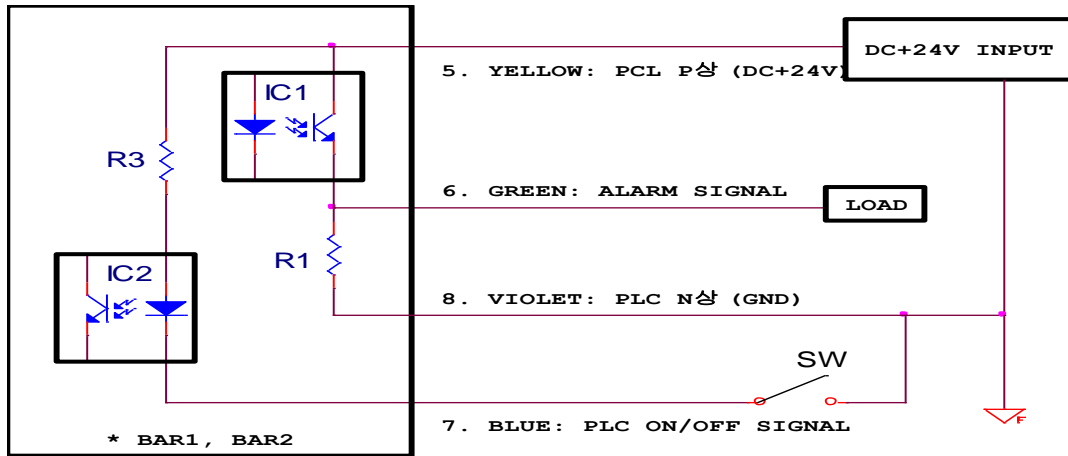 DC+24V INPUT
5. YELLOW: PCL P상 (DC+24V)
IC1
R3
6. GREEN: ALARM SIGNAL
LOAD
R1
IC2
8. VIOLET: PLC N상 (GND)
SW
F
7. BLUE: PLC ON/OFF SIGNAL
* BAR1, BAR2